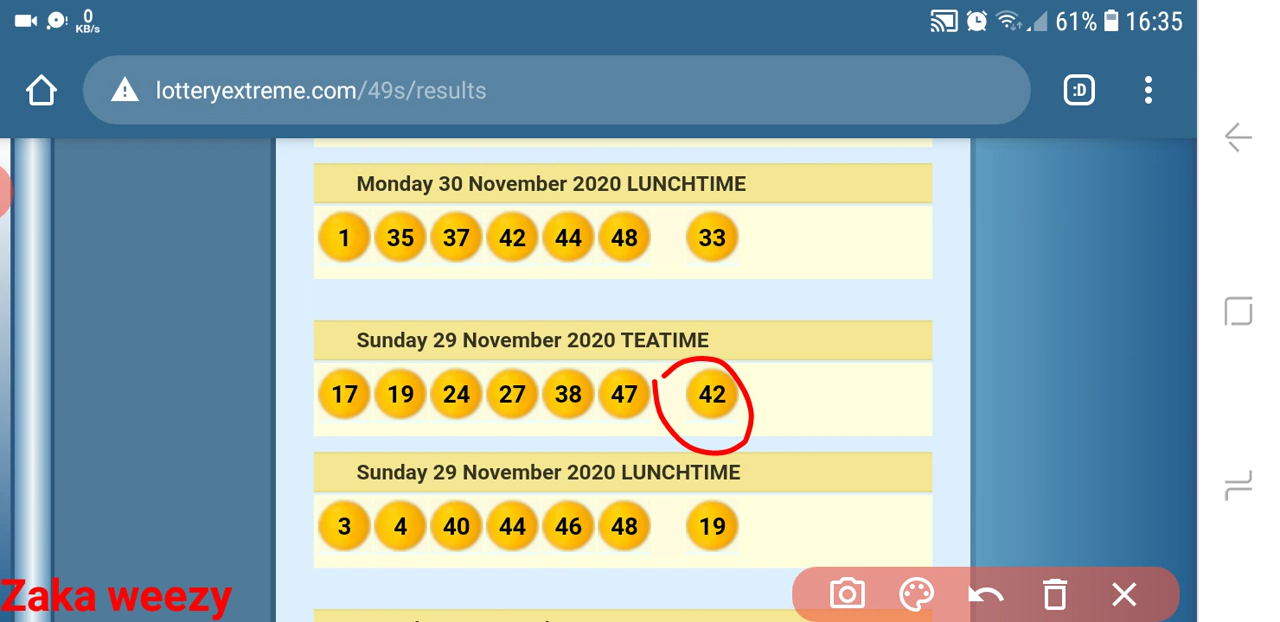 0
KB/s
61% 16:35
lotteryextreme.com/49s/results
:D
Monday 30 November 2020 LUNCHTIME
1 35 37 42 44 48 33
Sunday 29 November 2020 TEATIME
17 19 24 27 38 47 42
Sunday 29 November 2020 LUNCHTIME
3 4 40 44 46 48 19
Zaka weezy